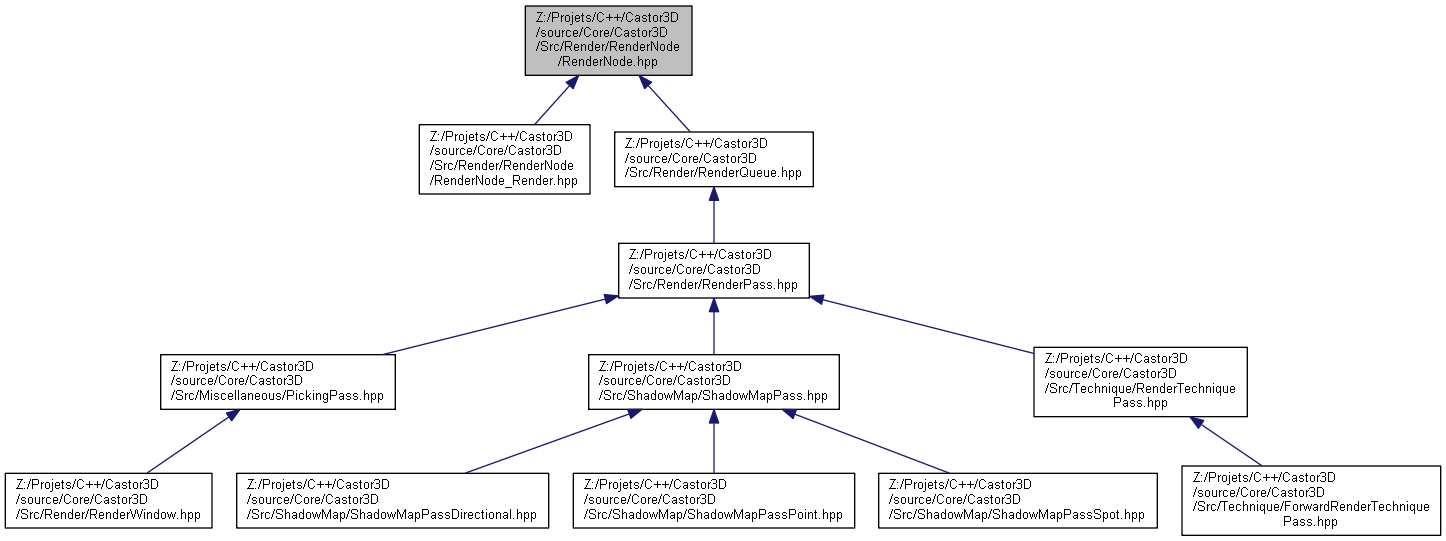 Z:/Projets/C++/Castor3D
/source/Core/Castor3D
/Src/Render/RenderNode
/RenderNode.hpp
Z:/Projets/C++/Castor3D
/source/Core/Castor3D
/Src/Render/RenderNode
/RenderNode_Render.hpp
Z:/Projets/C++/Castor3D
/source/Core/Castor3D
/Src/Render/RenderQueue.hpp
Z:/Projets/C++/Castor3D
/source/Core/Castor3D
/Src/Render/RenderPass.hpp
Z:/Projets/C++/Castor3D
/source/Core/Castor3D
/Src/Miscellaneous/PickingPass.hpp
Z:/Projets/C++/Castor3D
/source/Core/Castor3D
/Src/ShadowMap/ShadowMapPass.hpp
Z:/Projets/C++/Castor3D
/source/Core/Castor3D
/Src/Technique/RenderTechnique
Pass.hpp
Z:/Projets/C++/Castor3D
/source/Core/Castor3D
/Src/Render/RenderWindow.hpp
Z:/Projets/C++/Castor3D
/source/Core/Castor3D
/Src/ShadowMap/ShadowMapPassDirectional.hpp
Z:/Projets/C++/Castor3D
/source/Core/Castor3D
/Src/ShadowMap/ShadowMapPassPoint.hpp
Z:/Projets/C++/Castor3D
/source/Core/Castor3D
/Src/ShadowMap/ShadowMapPassSpot.hpp
Z:/Projets/C++/Castor3D
/source/Core/Castor3D
/Src/Technique/ForwardRenderTechnique
Pass.hpp